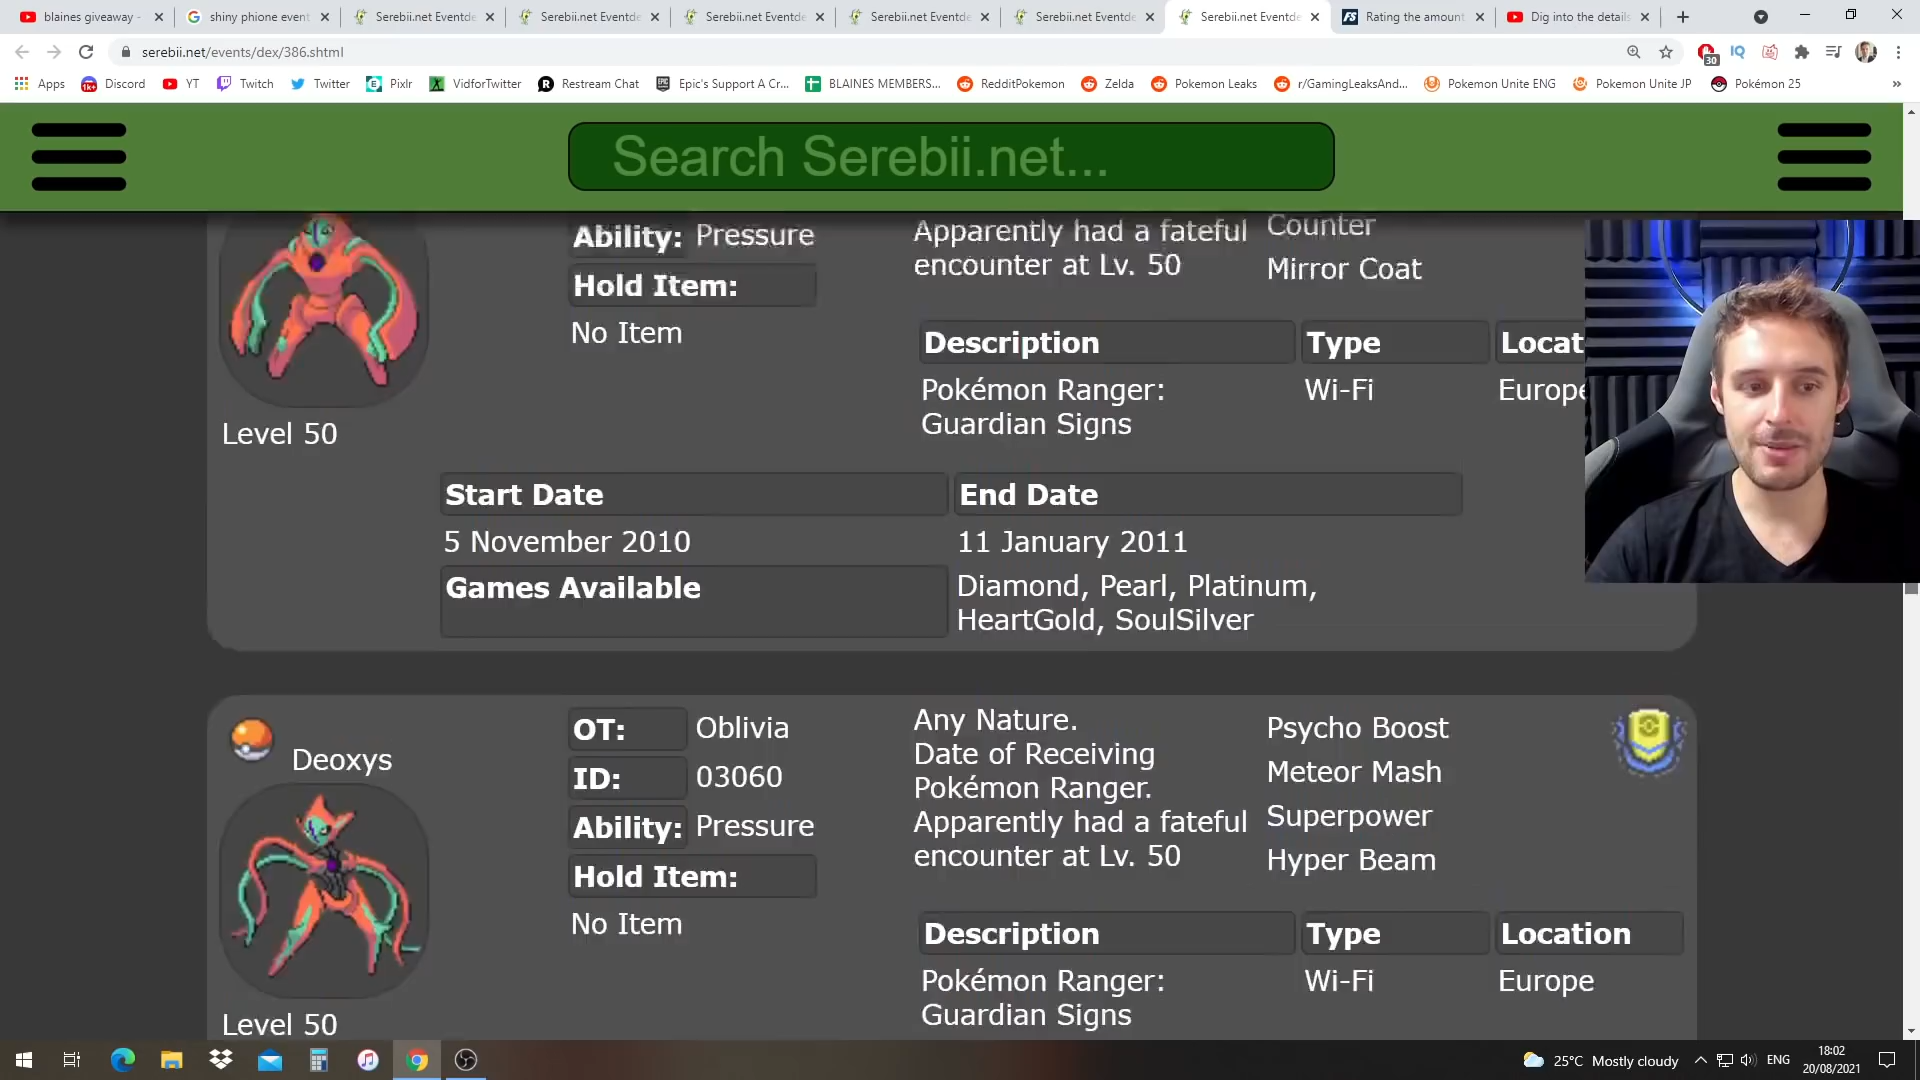 blaines giveaway -
shiny phione event
Serebii.net Eventde
Serebii.net Eventde
Serebii.net Eventde
Serebii.net Eventde
Serebii.net Eventde
Serebii.net Eventde
FS
Rating the amount
Dig into the details
serebii.net/events/dex/386.shtml
30
IQ
Apps
1k+
Discord
YT
Twitch
Twitter
Pixlr
VidforTwitter
Restream Chat
Epic's Support A Cr...
BLAINES MEMBERS...
RedditPokemon
Zelda
Pokemon Leaks
r/GamingLeaksAnd...
Pokemon Unite ENG
Pokemon Unite JP
Pokémon 25
»
Search Serebii.net...
Ability: Pressure
Hold Item:
No Item
Apparently had a fateful
encounter at Lv. 50
Counter
Mirror Coat
Level 50
Description
Type
Locat
Pokémon Ranger:
Guardian Signs
Wi-Fi
Europe
Start Date
End Date
5 November 2010
11 January 2011
Games Available
Diamond, Pearl, Platinum,
HeartGold, SoulSilver
Deoxys
Level 50
OT: Oblivia
ID: 03060
Ability: Pressure
Hold Item:
No Item
Any Nature.
Date of Receiving
Pokémon Ranger.
Apparently had a fateful
encounter at Lv. 50
Psycho Boost
Meteor Mash
Superpower
Hyper Beam
Description
Type
Location
Pokémon Ranger:
Guardian Signs
Wi-Fi
Europe
25°C Mostly cloudy
ENG
18:02
20/08/2021